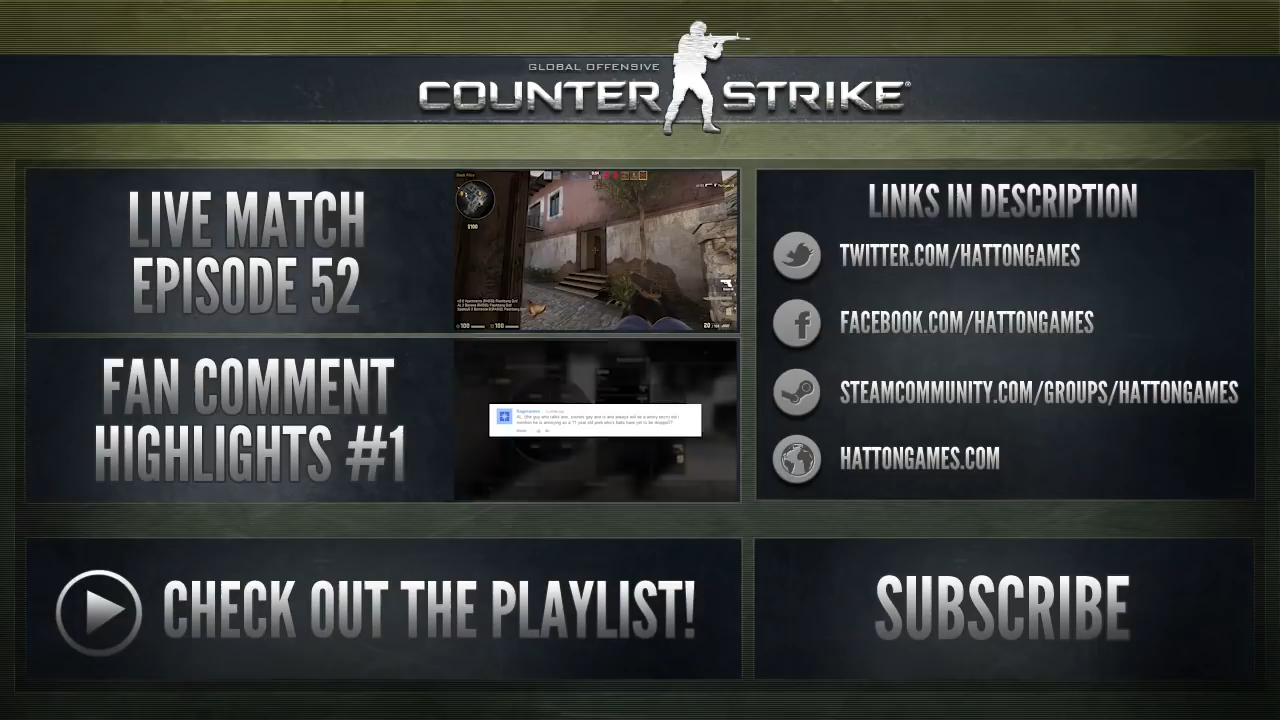 GLOBAL OFFENSIVE
COUNTER STRIKE
LIVE MATCH
EPISODE 52
FAN COMMENT
HIGHLIGHTS #1
LINKS IN DESCRIPTION
TWITTER.COM/HATTONGAMES
FACEBOOK.COM/HATTONGAMES
STEAMCOMMUNITY.COM/GROUPS/HATTONGAMES
HATTONGAMES.COM
CHECK OUT THE PLAYLIST!
SUBSCRIBE